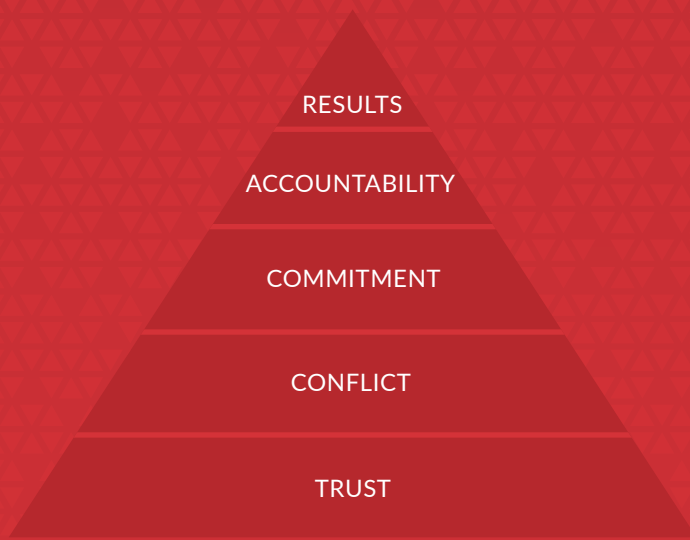 RESULTS
ACCOUNTABILITY
COMMITMENT
CONFLICT
TRUST